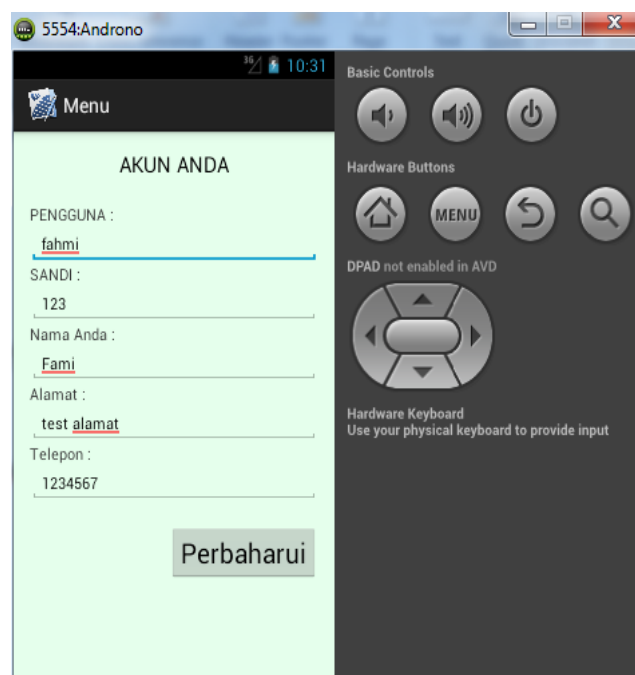 5554:Androno
3G 10:31
Menu
AKUN ANDA
PENGGUNA :
fahmi
SANDI :
123
Nama Anda :
Fami
Alamat :
test alamat
Telepon :
1234567
Perbaharui
Basic Controls
Hardware Buttons
MENU
DPAD not enabled in AVD
Hardware Keyboard
Use your physical keyboard to provide input